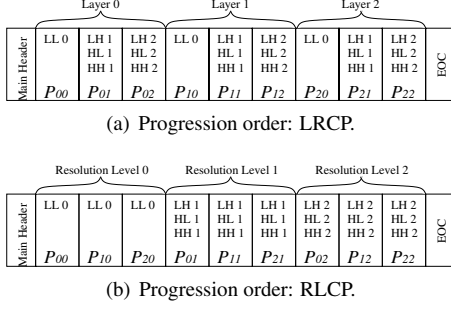 Layer 0 Layer 1 Layer 2
Main Header
LL 0 LH 1 LH 2 LL 0 LH 1 LH 2 LL 0 LH 1 LH 2
HL 1 HL 2 HL 1 HL 2 HL 1 HL 2
HH 1 HH 2 HH 1 HH 2 HH 1 HH 2
P00 P01 P02 P10 P11 P12 P20 P21 P22
EOC
(a) Progression order: LRCP.
Resolution Level 0 Resolution Level 1 Resolution Level 2
Main Header
LL 0 LL 0 LL 0 LH 1 LH 1 LH 1 LH 2 LH 2 LH 2
HL 1 HL 1 HL 1 HL 2 HL 2 HL 2
HH 1 HH 1 HH 1 HH 2 HH 2 HH 2
P00 P10 P20 P01 P11 P21 P02 P12 P22
EOC
(b) Progression order: RLCP.